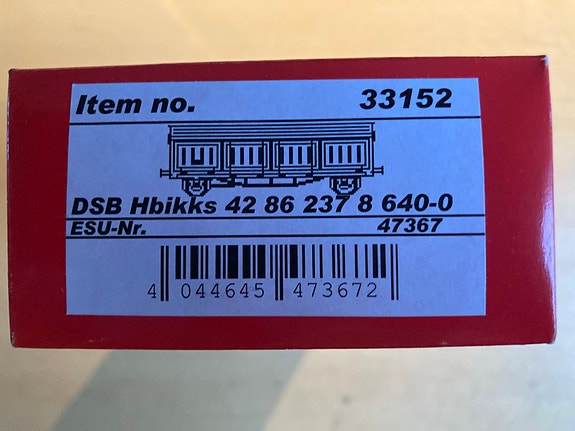 Item no. 33152
DSB Hbikks 42 86 237 8 640-0
ESU-Nr. 47367
4 044645 473672